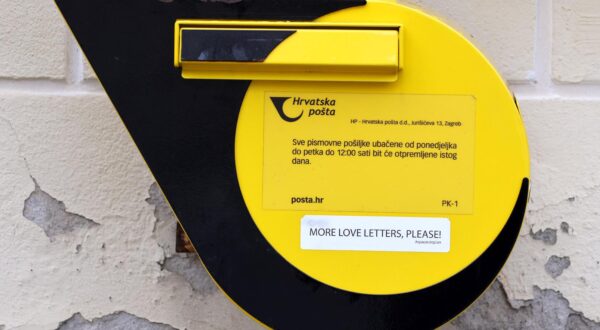 Hrvatska
pošta
HP - Hrvatska pošta d.d., Jurišićeva 13, Zagreb
Sve pismovne pošiljke ubačene od ponedjeljka
do petka do 12:00 sati bit će otpremljene istog
dana.
posta.hr
PK-1
MORE LOVE LETTERS, PLEASE!